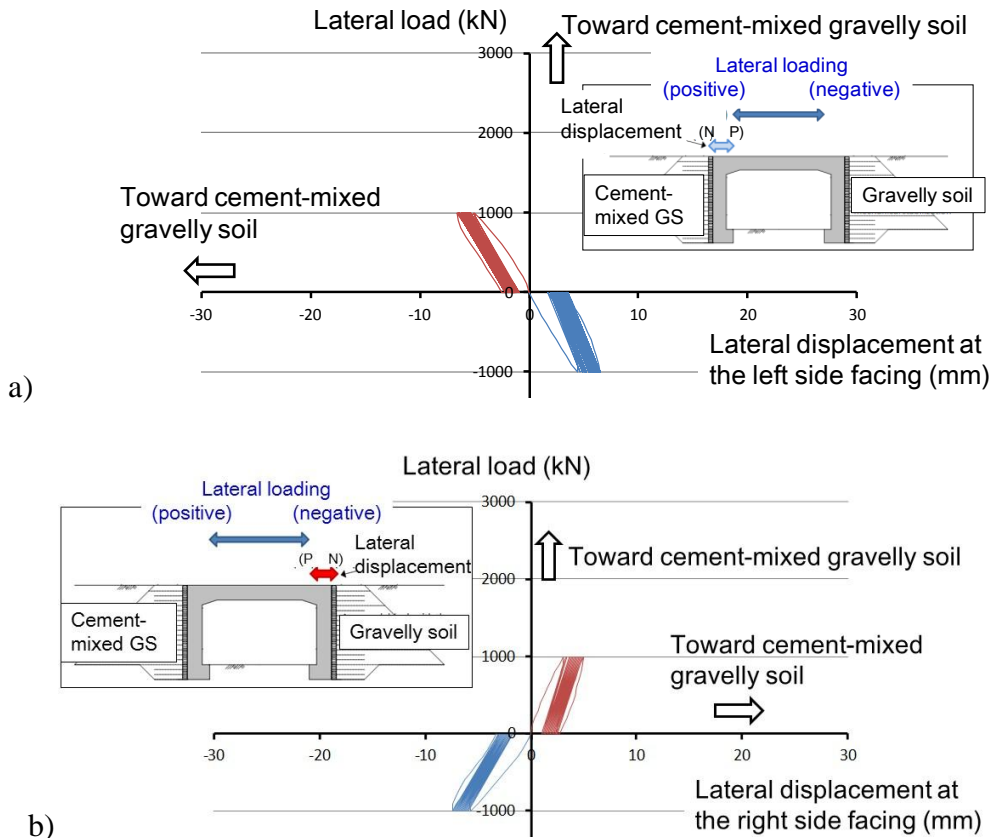 Lateral load (kN)
Toward cement-mixed gravelly soil
3000
2000
1000
0
-1000
Lateral loading
(positive) (negative)
Lateral
displacement
(N P)
Cement-
mixed GS
Gravelly soil
Toward cement-mixed
gravelly soil
-30 -20 -10 0 10 20 30
Lateral displacement at
the left side facing (mm)
a)
Lateral load (kN)
3000
2000
1000
0
-1000
Lateral loading
(positive) (negative)
(P N)
Lateral
displacement
Cement-
mixed GS
Gravelly soil
Toward cement-mixed gravelly soil
Toward cement-mixed
gravelly soil
-30 -20 -10 0 10 20 30
Lateral displacement at
the right side facing (mm)
b)